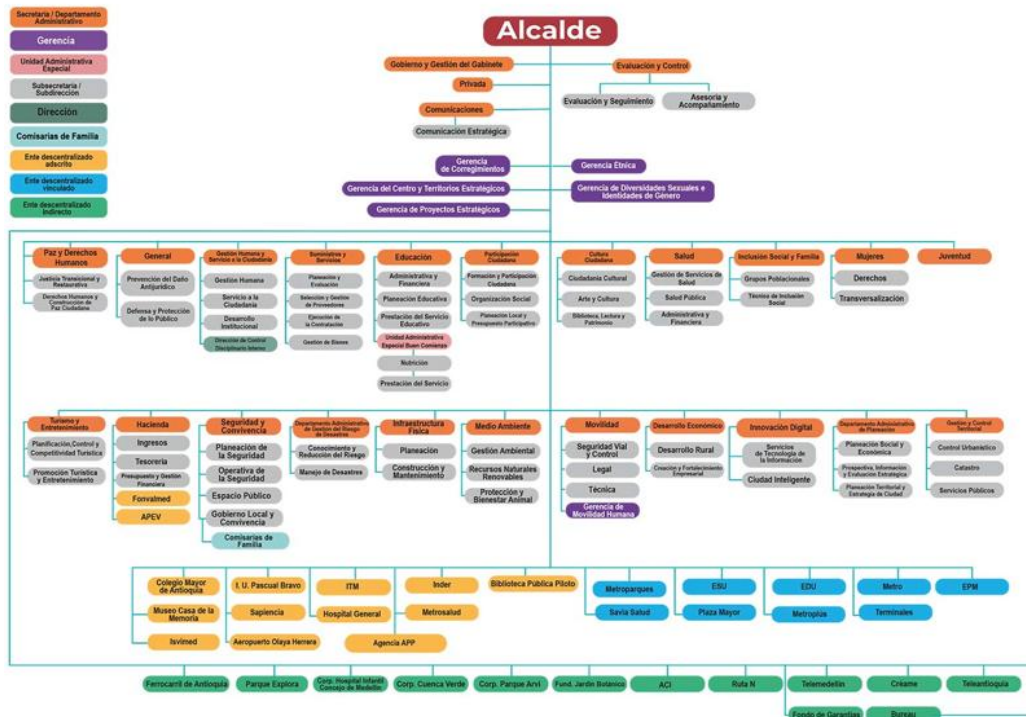 Secretaría / Departamento
Administrativo
Gerencía
Unidad Administrativa
Especial
Subsecretaría /
Subdirección
Dirección
Comisarías de Familia
Ente descentralizado
adscrito
Ente descentralizado
vinculado
Ente descentralizado
Indirecto
Alcalde
Gobierno y Gestión del Gabinete
Evaluación y Control
Privada
Evaluación y Seguimiento
Asesoría y
Acompañamiento
Comunicaciones
Comunicación Estratégica
Gerencia
de Corregimientos
Gerencia Étnica
Gerencia del Centro y Territorios Estratégicos
Gerencia de Diversidades Sexuales e
Identidades de Género
Gerencia de Proyectos Estratégicos
Paz y Derechos
Humanos
Justicia Transicional y
Restaurativa
Derechos Humanos y
Construcción de
Paz Ciudadana
General
Prevención del Daño
Antijurídico
Defensa y Protección
de lo Público
Gestión Humana y
Servicio a la Ciudadanía
Gestión Humana
Servicio a la
Ciudadanía
Desarrollo
Institucional
Dirección de Control
Disciplinario Interno
Suministros y
Servicios
Planeación y
Evaluación
Selección y Gestión
de Proveedores
Ejecución de
la Contratación
Gestión de Bienes
Educación
Administrativa y
Financiera
Planeación Educativa
Prestación del Servicio
Educativo
Unidad Administrativa
Especial Buen Comienzo
Nutrición
Prestación del Servicio
Participación
Ciudadana
Formación y Participación
Ciudadana
Organización Social
Planeación Local y
Presupuesto Participativo
Cultura
Ciudadana
Ciudadanía Cultural
Arte y Cultura
Biblioteca, Lectura y
Patrimonio
Salud
Gestión de Servicios de
Salud
Salud Pública
Administrativa y
Financiera
Inclusión Social y Familia
Grupos Poblacionales
Técnica de Inclusión
Social
Mujeres
Derechos
Transversalización
Juventud
Turismo y
Entretenimiento
Planificación,Control y
Competitividad Turística
Promoción Turística
y Entretenimiento
Hacienda
Ingresos
Tesorería
Presupuesto y Gestión
Financiera
Fonvalmed
APEV
Seguridad y
Convivencia
Planeación de
la Seguridad
Operativa de
la Seguridad
Espacio Público
Gobierno Local y
Convivencia
Comisarías de
Familia
Departamento Administrativo
de Gestión del Riesgo
de Desastres
Conocimiento y
Reducción del Riesgo
Manejo de Desastres
Infraestructura
Física
Planeación
Construcción y
Mantenimiento
Medio Ambiente
Gestión Ambiental
Recursos Naturales
Renovables
Protección y
Bienestar Animal
Movilidad
Seguridad Vial
y Control
Legal
Técnica
Gerencia de
Movilidad Humana
Desarrollo Económico
Desarrollo Rural
Creación y Fortalecimiento
Empresarial
Innovación Digital
Servicios
de Tecnología de
la Información
Ciudad Inteligente
Departamento Administrativo
de Planeación
Planeación Social y
Económica
Prospectiva, Información
y Evaluación Estratégica
Planeación Territorial y
Estrategia de Ciudad
Gestión y Control
Territorial
Control Urbanístico
Catastro
Servicios Públicos
Colegio Mayor
de Antioquia
Museo Casa de la
Memoria
Isvimed
I. U. Pascual Bravo
Sapiencia
Aeropuerto Olaya Herrera
ITM
Hospital General
Agencia APP
Inder
Metrosalud
Biblioteca Pública Piloto
Metroparques
Savia Salud
ESU
Plaza Mayor
EDU
Metroplús
Metro
Terminales
EPM
Ferrocarril de Antioquia
Parque Explora
Corp. Hospital Infantil
Concejo de Medellín
Corp. Cuenca Verde
Corp. Parque Arví
Fund. Jardín Botánico
ACI
Ruta N
Telemedellín
Créame
Teleantioquia
Fondo de Garantías
Bureau